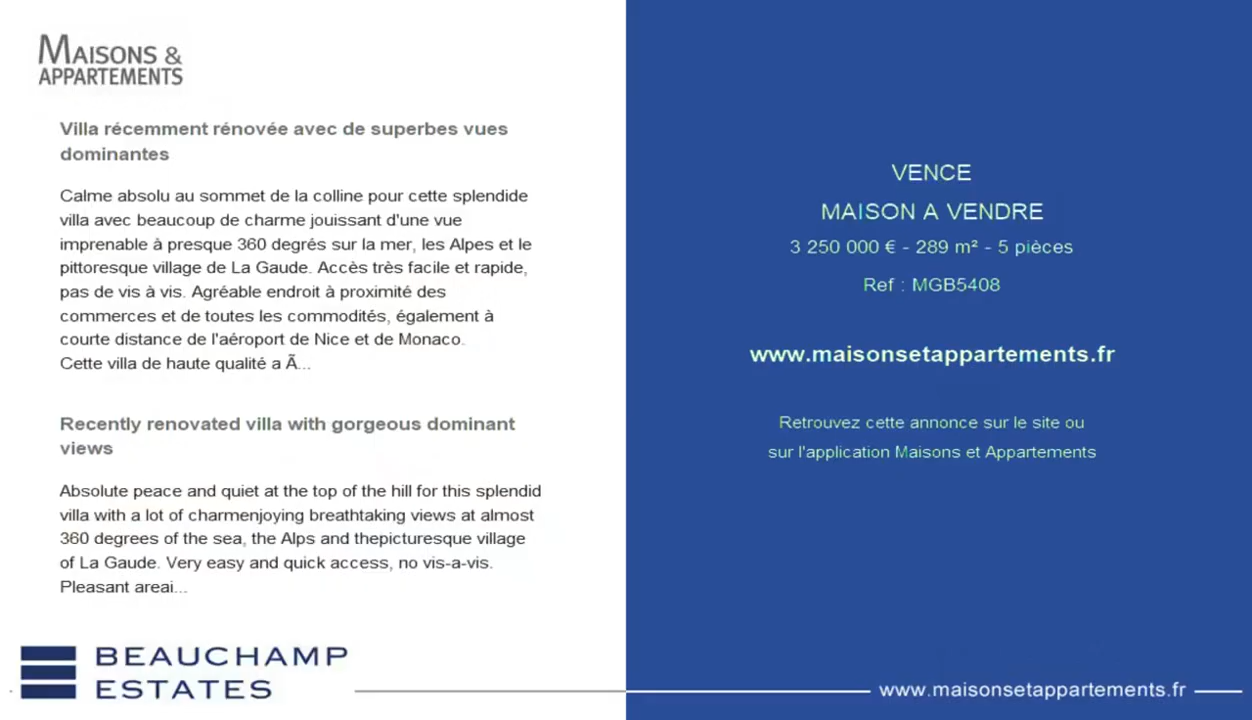 MAISONS &
APPARTEMENTS
Villa récemment rénovée avec de superbes vues
dominantes
Calme absolu au sommet de la colline pour cette splendide
villa avec beaucoup de charme jouissant d'une vue
imprenable à presque 360 degrés sur la mer, les Alpes et le
pittoresque village de La Gaude. Accès très facile et rapide,
pas de vis à vis. Agréable endroit à proximité des
commerces et de toutes les commodités, également à
courte distance de l'aéroport de Nice et de Monaco.
Cette villa de haute qualité a Ã...
Recently renovated villa with gorgeous dominant
views
Absolute peace and quiet at the top of the hill for this splendid
villa with a lot of charmenjoying breathtaking views at almost
360 degrees of the sea, the Alps and thepicturesque village
of La Gaude. Very easy and quick access, no vis-a-vis.
Pleasant areai...
BEAUCHAMP
ESTATES
VENCE
MAISON A VENDRE
3 250 000 € - 289 m² - 5 pièces
Ref : MGB5408
www.maisonsetappartements.fr
Retrouvez cette annonce sur le site ou
sur l'application Maisons et Appartements
www.maisonsetappartements.fr